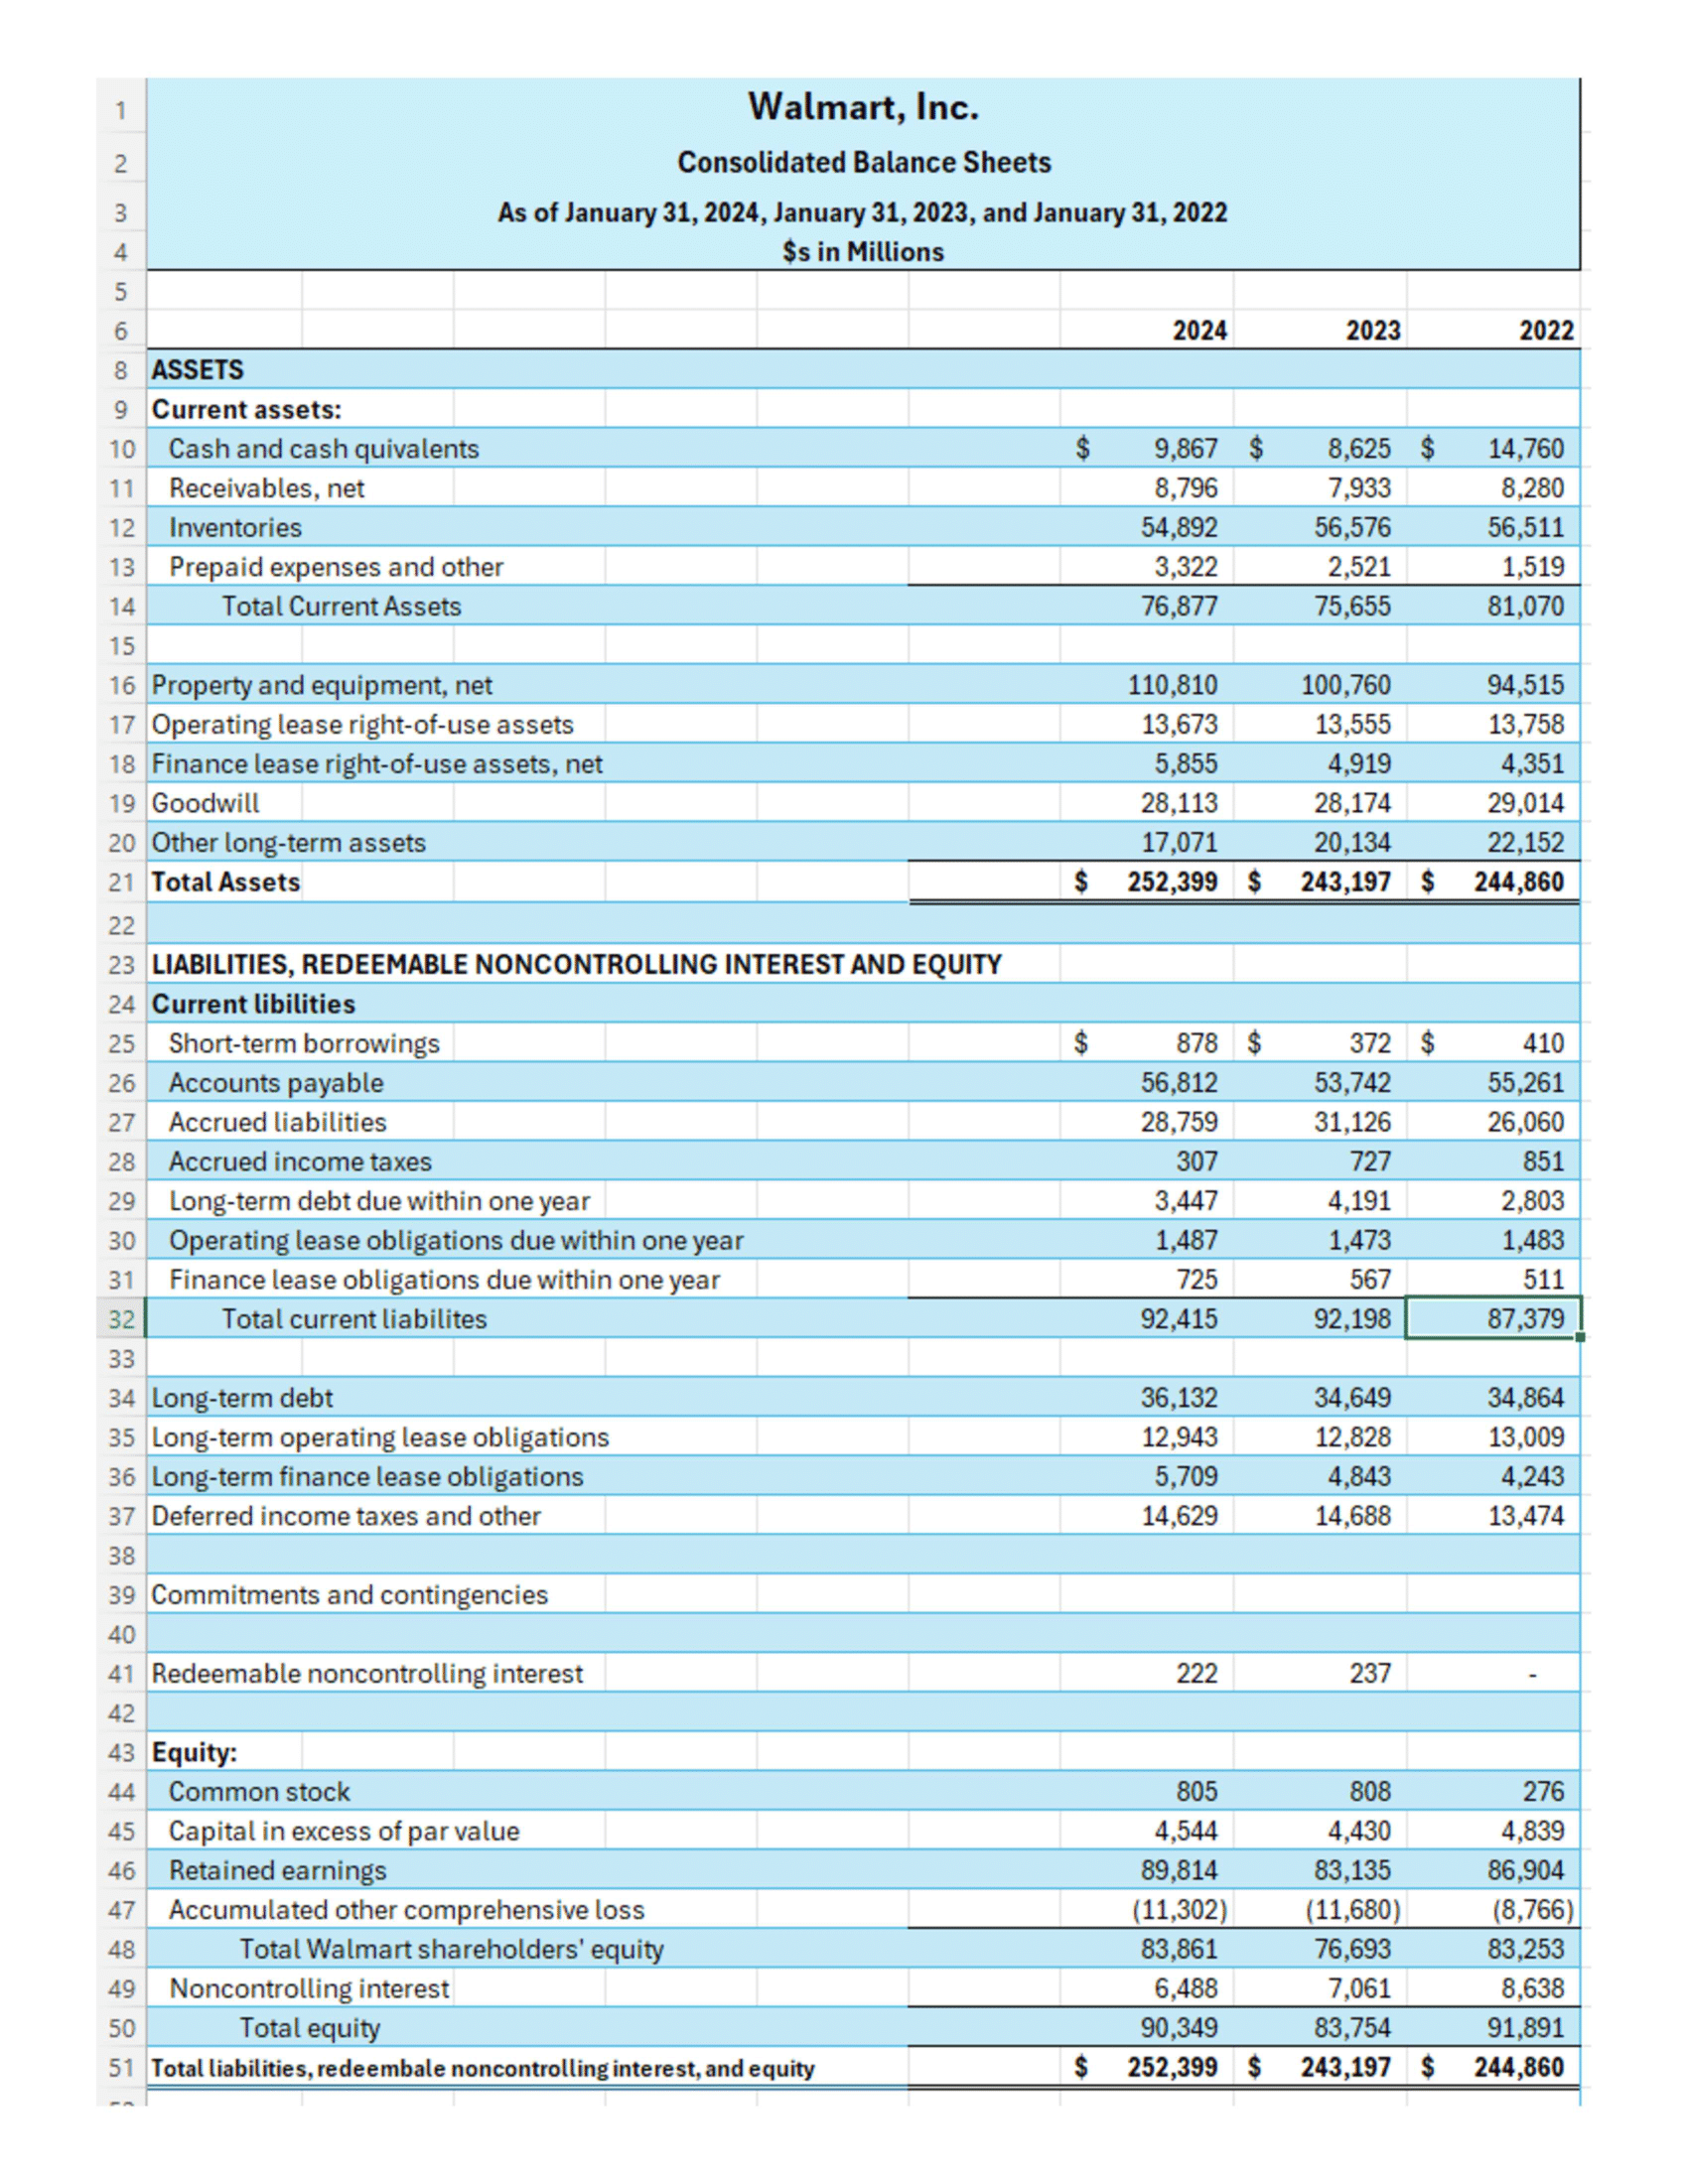 1 Walmart, Inc.
2 Consolidated Balance Sheets
3 As of January 31, 2024, January 31, 2023, and January 31, 2022
4 $s in Millions
5
6 2024 2023 2022
8 ASSETS
9 Current assets:
10 Cash and cash quivalents $ 9,867 $ 8,625 $ 14,760
11 Receivables, net 8,796 7,933 8,280
12 Inventories 54,892 56,576 56,511
13 Prepaid expenses and other 3,322 2,521 1,519
14 Total Current Assets 76,877 75,655 81,070
15
16 Property and equipment, net 110,810 100,760 94,515
17 Operating lease right-of-use assets 13,673 13,555 13,758
18 Finance lease right-of-use assets, net 5,855 4,919 4,351
19 Goodwill 28,113 28,174 29,014
20 Other long-term assets 17,071 20,134 22,152
21 Total Assets $ 252,399 $ 243,197 $ 244,860
22
23 LIABILITIES, REDEEMABLE NONCONTROLLING INTEREST AND EQUITY
24 Current libilities
25 Short-term borrowings $ 878 $ 372 $ 410
26 Accounts payable 56,812 53,742 55,261
27 Accrued liabilities 28,759 31,126 26,060
28 Accrued income taxes 307 727 851
29 Long-term debt due within one year 3,447 4,191 2,803
30 Operating lease obligations due within one year 1,487 1,473 1,483
31 Finance lease obligations due within one year 725 567 511
32 Total current liabilites 92,415 92,198 87,379
33
34 Long-term debt 36,132 34,649 34,864
35 Long-term operating lease obligations 12,943 12,828 13,009
36 Long-term finance lease obligations 5,709 4,843 4,243
37 Deferred income taxes and other 14,629 14,688 13,474
38
39 Commitments and contingencies
40
41 Redeemable noncontrolling interest 222 237 -
42
43 Equity:
44 Common stock 805 808 276
45 Capital in excess of par value 4,544 4,430 4,839
46 Retained earnings 89,814 83,135 86,904
47 Accumulated other comprehensive loss (11,302) (11,680) (8,766)
48 Total Walmart shareholders' equity 83,861 76,693 83,253
49 Noncontrolling interest 6,488 7,061 8,638
50 Total equity 90,349 83,754 91,891
51 Total liabilities, redeembale noncontrolling interest, and equity $ 252,399 $ 243,197 $ 244,860